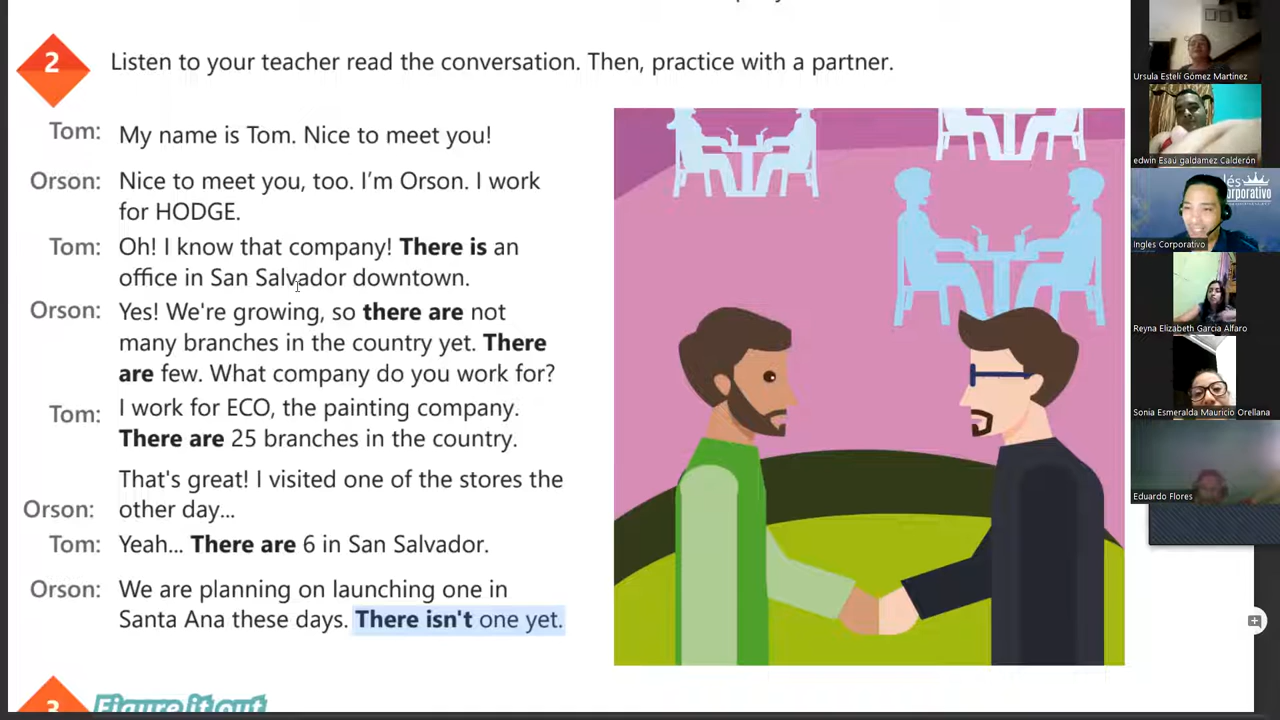 2
Listen to your teacher read the conversation. Then, practice with a partner.
Tom: My name is Tom. Nice to meet you!
Orson: Nice to meet you, too. I'm Orson. I work
for HODGE.
Tom: Oh! I know that company! There is an
office in San Salvador downtown.
Orson: Yes! We're growing, so there are not
many branches in the country yet. There
are few. What company do you work for?
Tom: I work for ECO, the painting company.
There are 25 branches in the country.
That's great! I visited one of the stores the
Orson: other day...
Tom: Yeah... There are 6 in San Salvador.
Orson: We are planning on launching one in
Santa Ana these days. There isn't one yet.
3
Figure it out
Ursula Estelí Gómez Martinez
edwin Esaú galdamez Calderón
Ingles Corporativo
Reyna Elizabeth Garcia Alfaro
Sonia Esmeralda Mauricio Orellana
Eduardo Flores